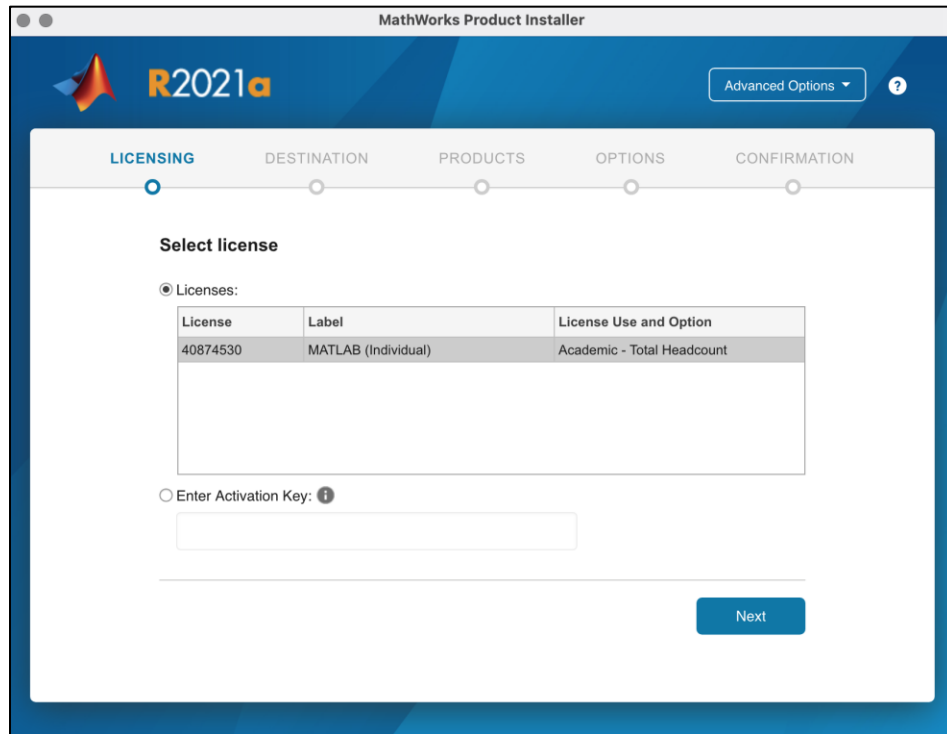 MathWorks Product Installer
R2021a
Advanced Options
?
LICENSING DESTINATION PRODUCTS OPTIONS CONFIRMATION
Select license
Licenses:
License Label License Use and Option
40874530 MATLAB (Individual) Academic - Total Headcount
Enter Activation Key: i
Next